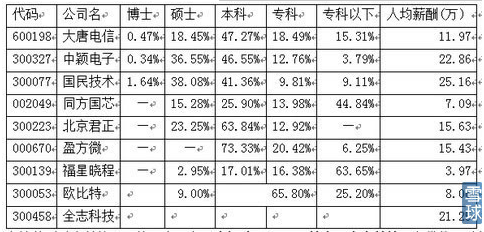 代码 公司名 博士 硕士 本科 专科 专科以下 人均薪酬(万)
600198 大唐电信 0.47% 18.45% 47.27% 18.49% 15.31% 11.97
300327 中颖电子 0.34% 36.55% 46.55% 12.76% 3.79% 22.86
300077 国民技术 1.64% 38.08% 41.36% 9.81% 9.11% 25.16
002049 同方国芯 — 15.28% 25.90% 13.98% 44.84% 7.09
300223 北京君正 23.25% 63.84% 12.92% — 15.63
000670 盈方微 — — 73.33% 20.42% 6.25% 15.43
300139 福星晓程 — 2.95% 17.01% 16.38% 63.65% 3.97
300053 欧比特 9.00% 65.80% 25.20% 8.0
300458 全志科技 21.2
雪球